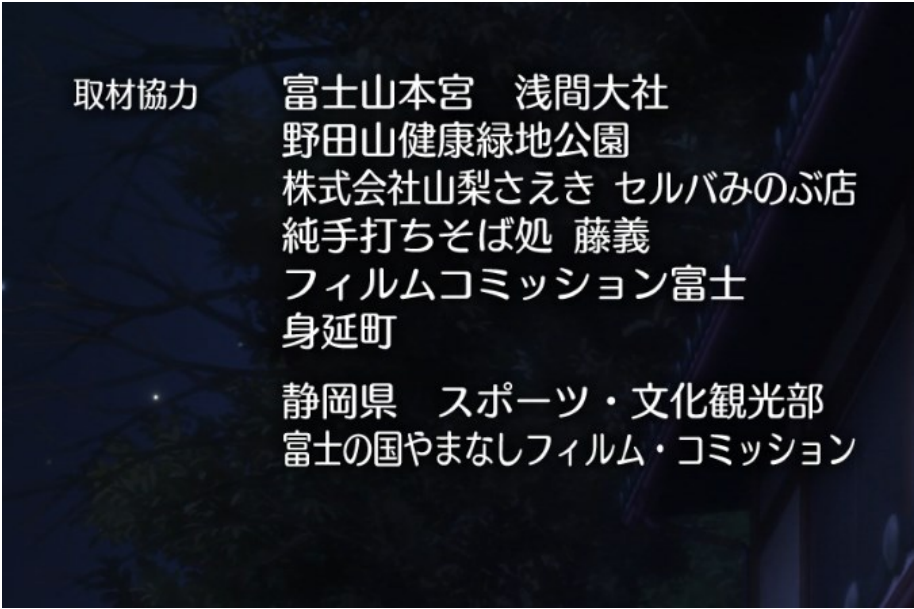 取材協力 富士山本宮 浅間大社
野田山健康緑地公園
株式会社山梨さえき セルバみのぶ店
純手打ちそば処 藤義
フィルムコミッション富士
身延町
静岡県 スポーツ・文化観光部
富士の国やまなしフィルム・コミッション